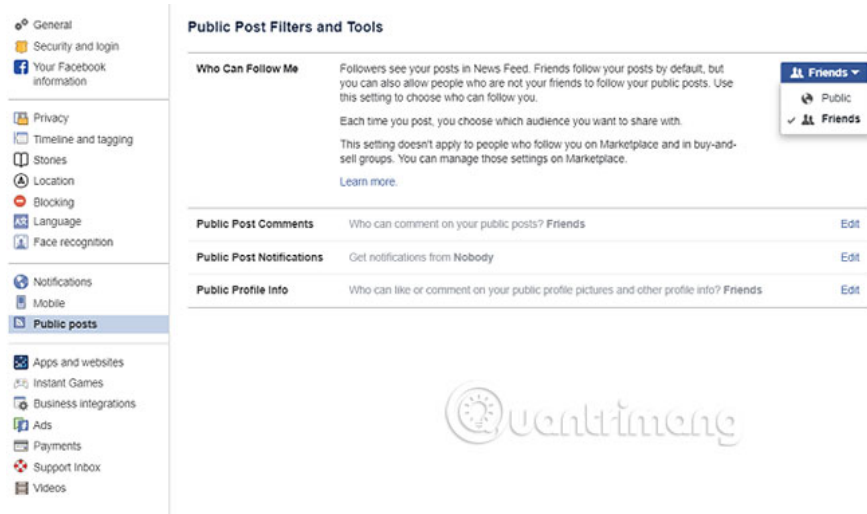 General
Security and login
Your Facebook
information
Privacy
Timeline and tagging
Stories
Location
Blocking
Language
Face recognition
Notifications
Mobile
Public posts
Apps and websites
Instant Games
Business integrations
Ads
Payments
Support Inbox
Videos
Public Post Filters and Tools
Who Can Follow Me
Followers see your posts in News Feed. Friends follow your posts by default, but
you can also allow people who are not your friends to follow your public posts. Use
this setting to choose who can follow you.
Each time you post, you choose which audience you want to share with.
This setting doesn't apply to people who follow you on Marketplace and in buy-and-
sell groups. You can manage those settings on Marketplace.
Learn more.
Friends
Public
Friends
Public Post Comments Who can comment on your public posts? Friends Edit
Public Post Notifications Get notifications from Nobody Edit
Public Profile Info Who can like or comment on your public profile pictures and other profile info? Friends Edit
Quantrimang